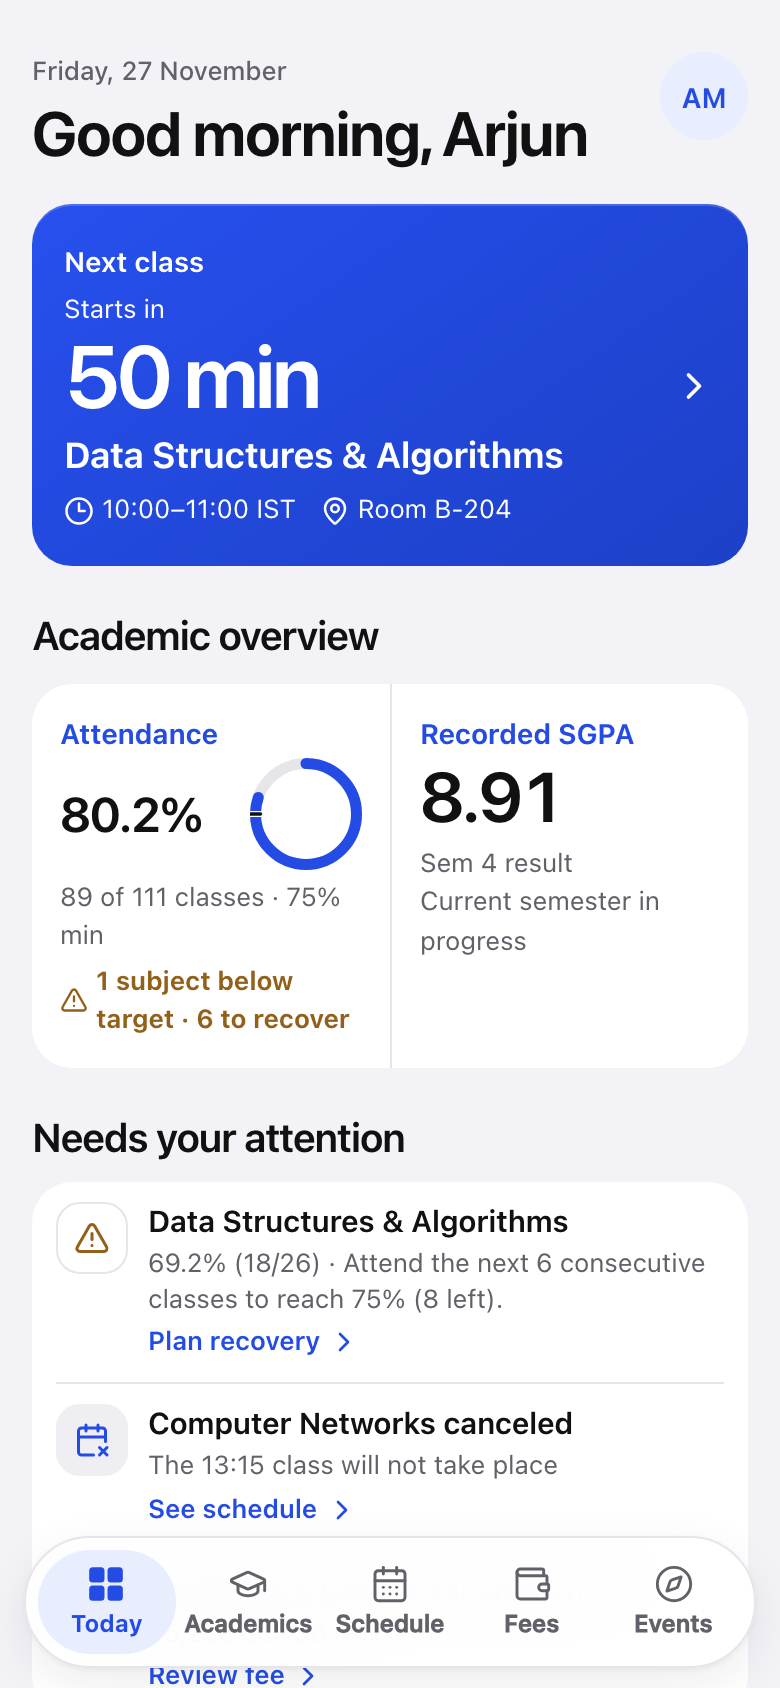 Friday, 27 November
AM
Good morning, Arjun
Next class
Starts in
50 min
Data Structures & Algorithms
10:00–11:00 IST
Room B-204
Academic overview
Attendance
80.2%
89 of 111 classes · 75%
min
1 subject below
target · 6 to recover
Recorded SGPA
8.91
Sem 4 result
Current semester in
progress
Needs your attention
Data Structures & Algorithms
69.2% (18/26) · Attend the next 6 consecutive
classes to reach 75% (8 left).
Plan recovery
Computer Networks canceled
The 13:15 class will not take place
See schedule
Today
Academics
Schedule
Fees
Events
Review fee